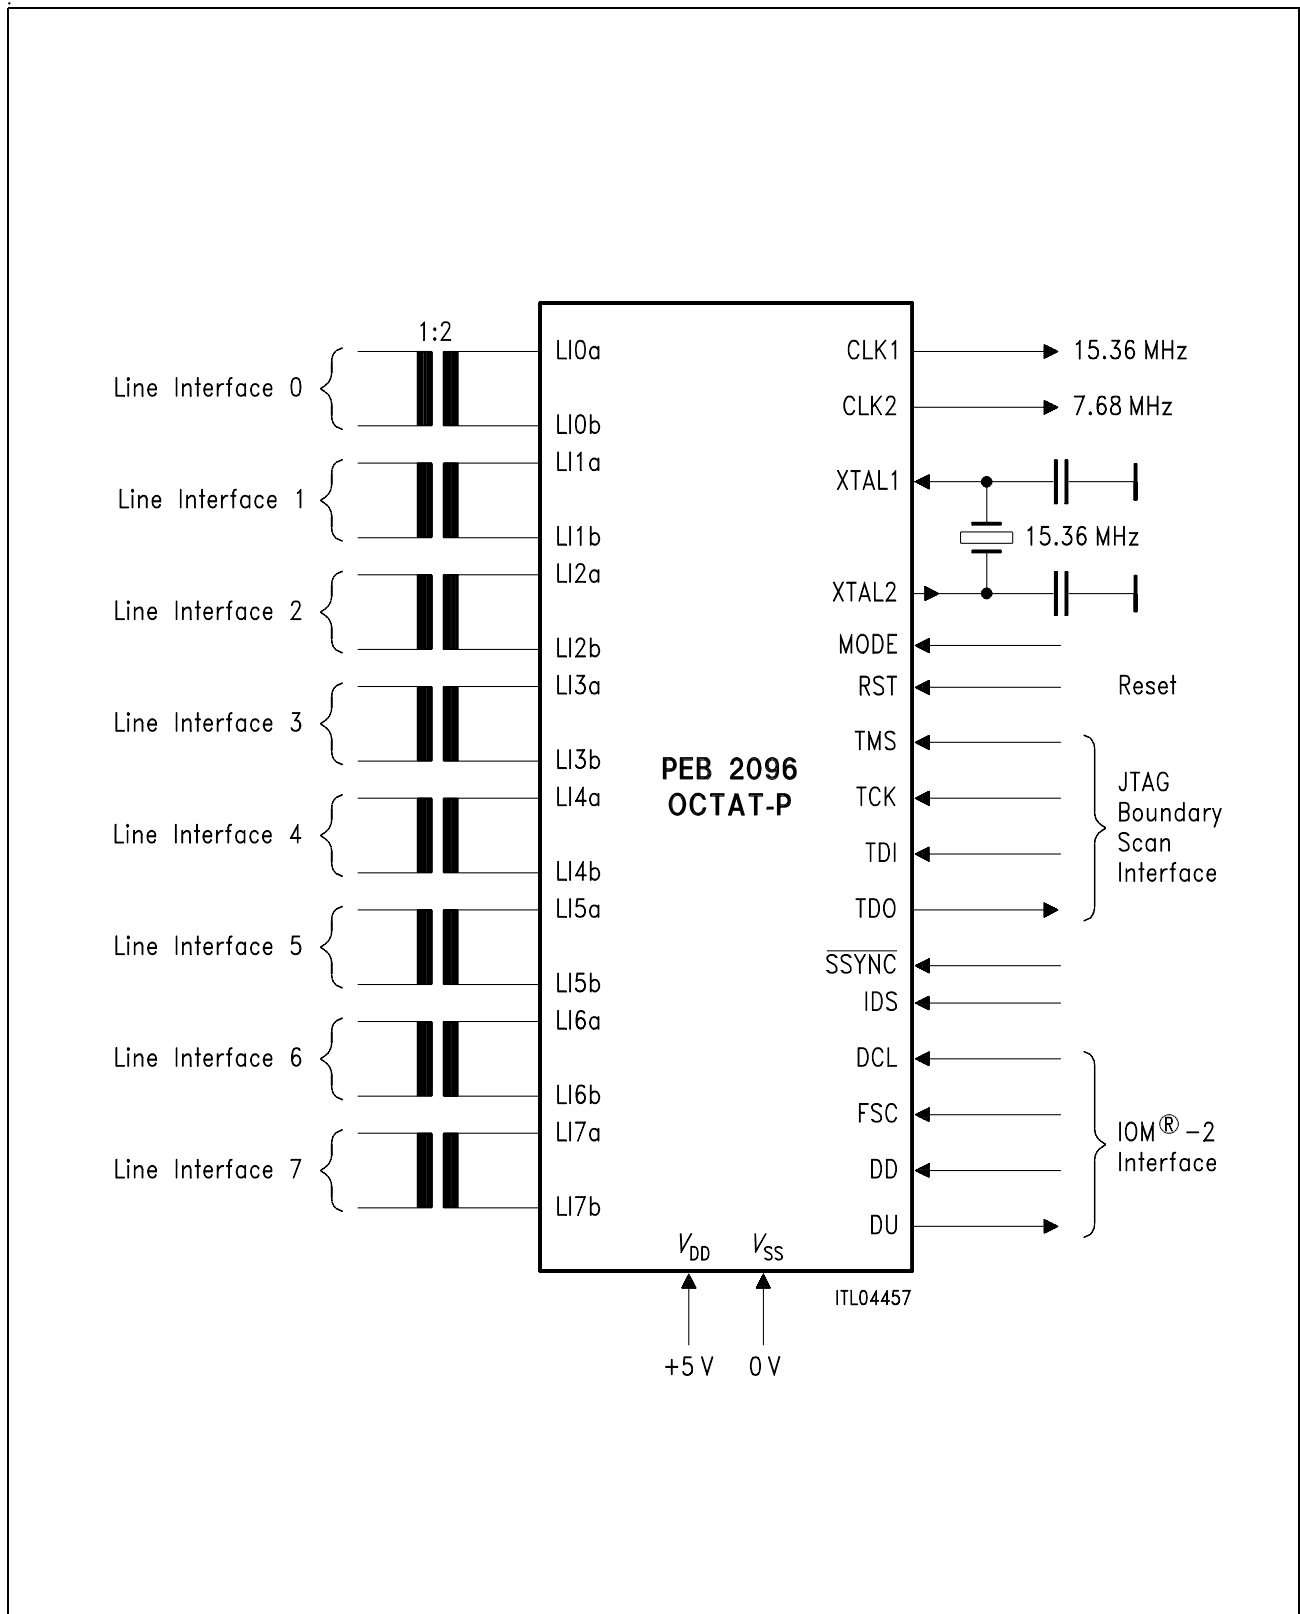 1:2
Line Interface 0
Line Interface 1
Line Interface 2
Line Interface 3
Line Interface 4
Line Interface 5
Line Interface 6
Line Interface 7
LI0a
LI0b
LI1a
LI1b
LI2a
LI2b
LI3a
LI3b
LI4a
LI4b
LI5a
LI5b
LI6a
LI6b
LI7a
LI7b
PEB 2096
OCTAT-P
CLK1
15.36 MHz
CLK2
7.68 MHz
XTAL1
15.36 MHz
XTAL2
MODE
RST
Reset
TMS
TCK
TDI
TDO
JTAG
Boundary
Scan
Interface
SSYNC
IDS
DCL
FSC
DD
DU
IOM®-2
Interface
VDD
VSS
ITL04457
+5 V
0 V